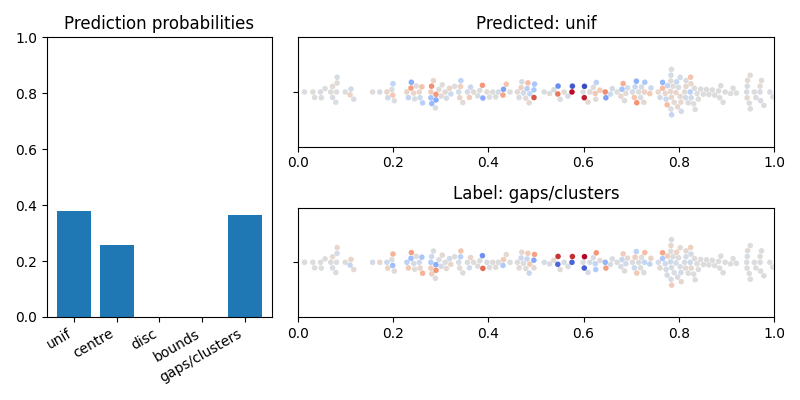 Prediction probabilities
1.0
0.8
0.6
0.4
0.2
0.0
unif
centre
disc
bounds
gaps/clusters
Predicted: unif
0.0 0.2 0.4 0.6 0.8 1.0
Label: gaps/clusters
0.0 0.2 0.4 0.6 0.8 1.0